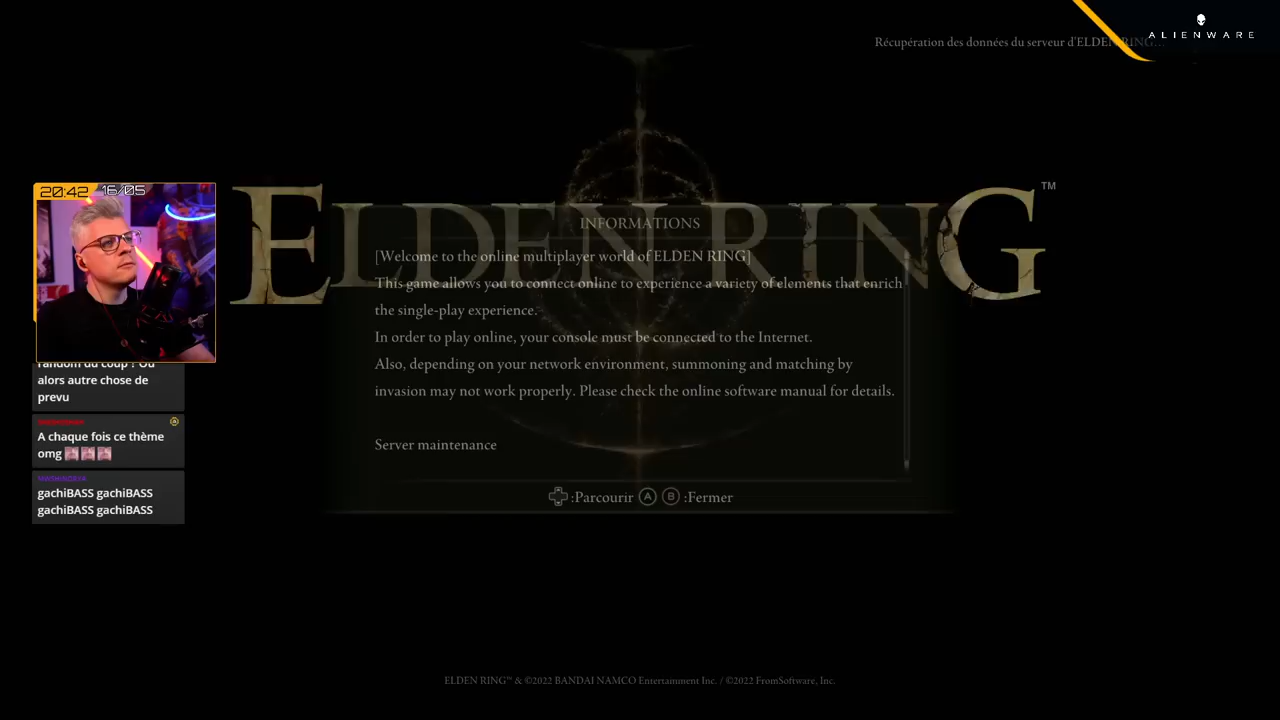 Récupération des données du serveur d'ELDEN RING...
ALIENWARE
20:42 16/05
ELDEN RING™
INFORMATIONS
[Welcome to the online multiplayer world of ELDEN RING]
This game allows you to connect online to experience a variety of elements that enrich
the single-play experience.
In order to play online, your console must be connected to the Internet.
Also, depending on your network environment, summoning and matching by
invasion may not work properly. Please check the online software manual for details.
Server maintenance
:Parcourir A B :Fermer
random du coup ? Ou
alors autre chose de
prevu
A chaque fois ce thème
omg
gachiBASS gachiBASS
gachiBASS gachiBASS
ELDEN RING™ & ©2022 BANDAI NAMCO Entertainment Inc. / ©2022 FromSoftware, Inc.